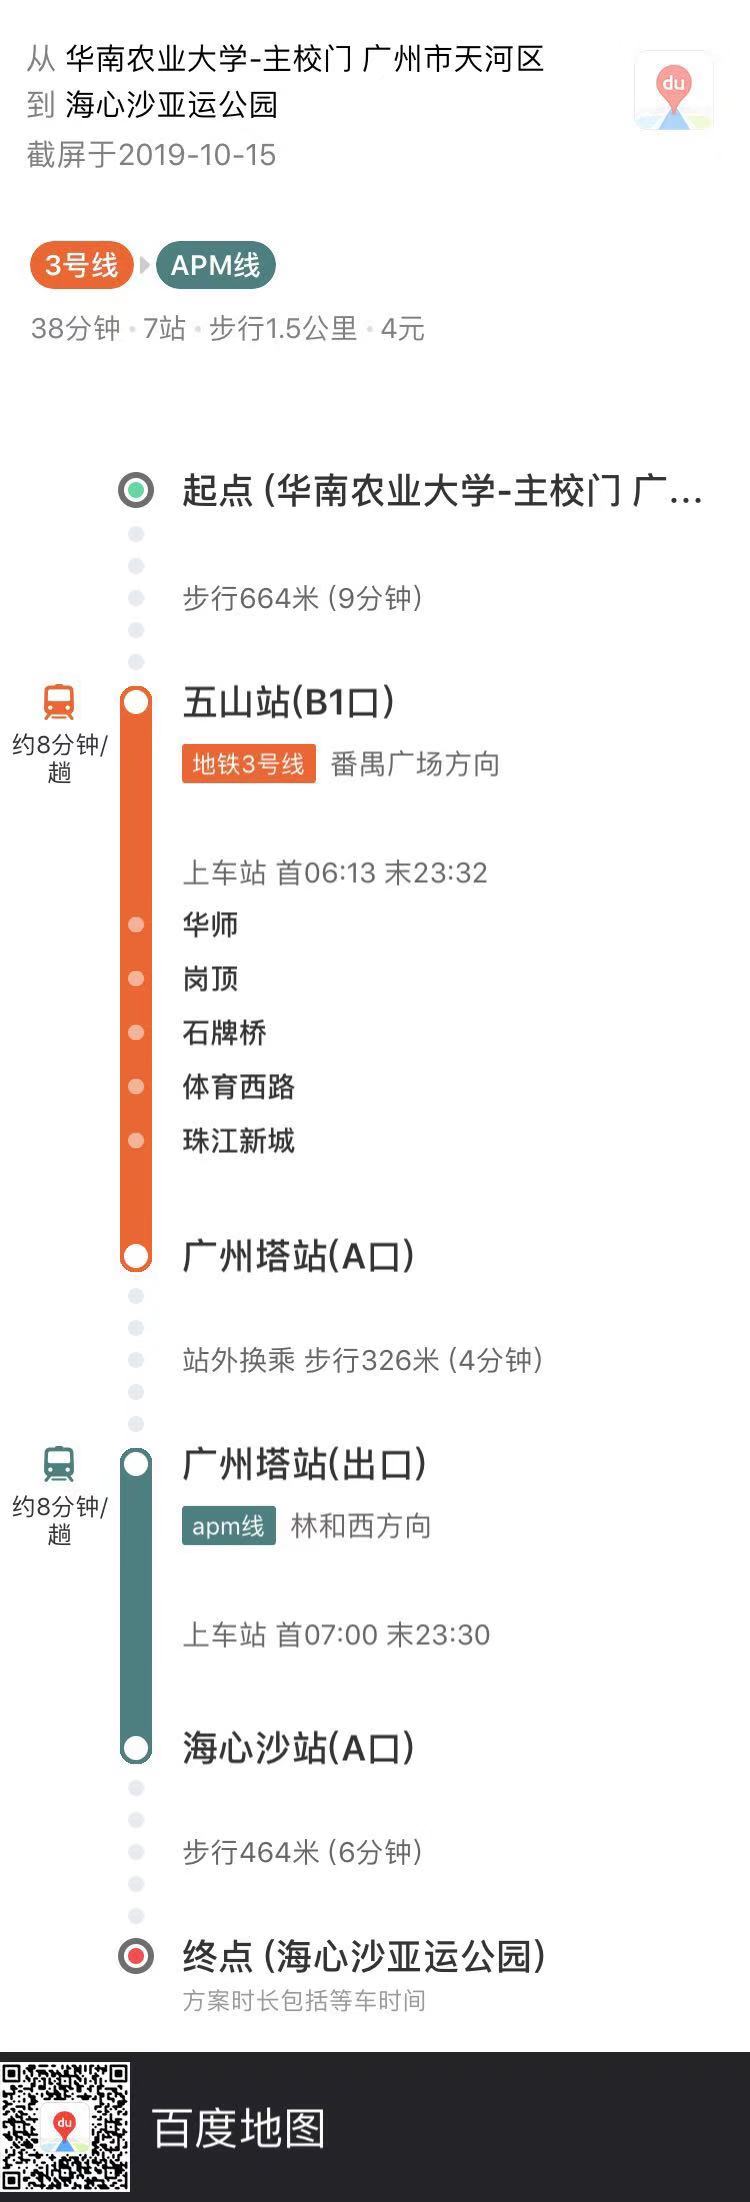 从 华南农业大学-主校门 广州市天河区
到 海心沙亚运公园
du
截屏于2019-10-15
3号线 APM线
38分钟 · 7站 · 步行1.5公里 · 4元
起点 (华南农业大学-主校门 广...
步行664米 (9分钟)
五山站(B1口)
约8分钟/
趟
地铁3号线 番禺广场方向
上车站 首06:13 末23:32
华师
岗顶
石牌桥
体育西路
珠江新城
广州塔站(A口)
站外换乘 步行326米 (4分钟)
广州塔站(出口)
约8分钟/
趟
apm线 林和西方向
上车站 首07:00 末23:30
海心沙站(A口)
步行464米 (6分钟)
终点 (海心沙亚运公园)
方案时长包括等车时间
du
百度地图